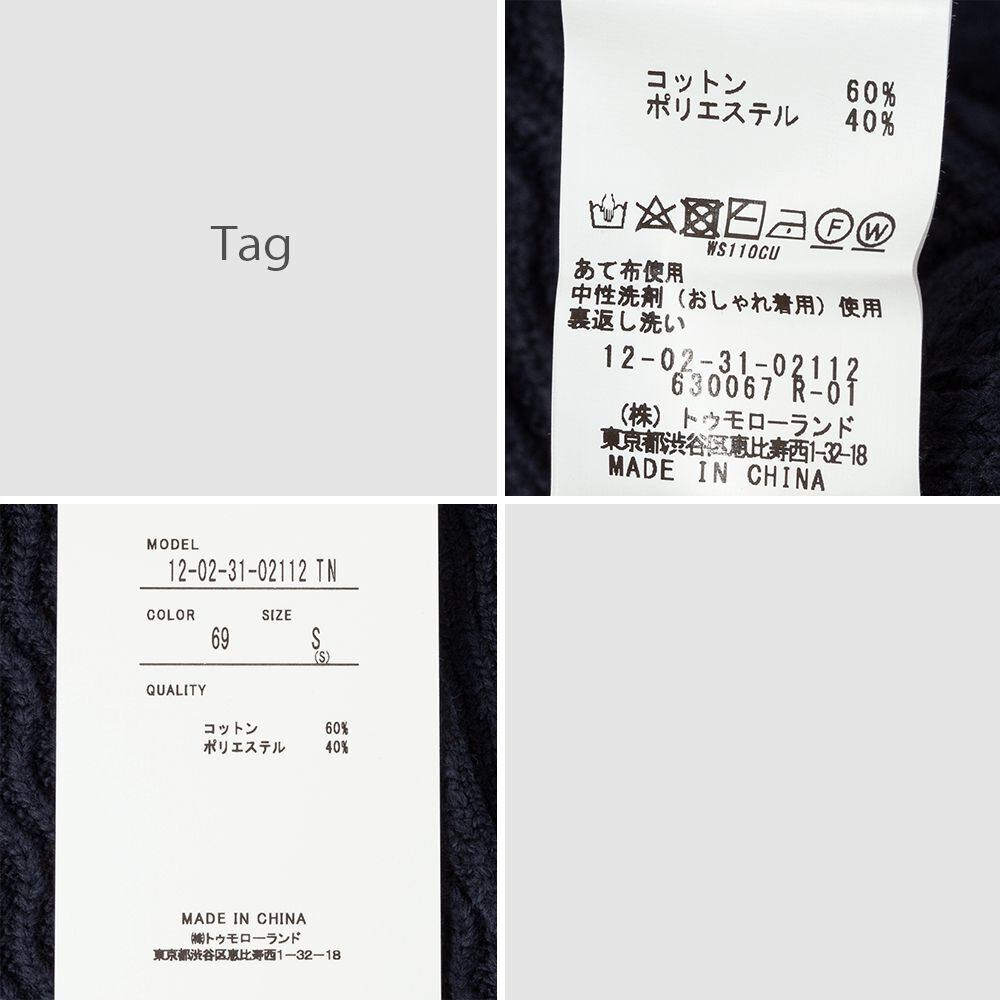 Tag
コットン 60%
ポリエステル 40%
WS110CU
あて布使用
中性洗剤（おしゃれ着用）使用
裏返し洗い
12-02-31-02112
630067 R-01
（株）トゥモローランド
東京都渋谷区恵比寿西1-32-18
MADE IN CHINA
MODEL
12-02-31-02112 TN
COLOR SIZE
69 S
(S)
QUALITY
コットン 60%
ポリエステル 40%
MADE IN CHINA
㈱トゥモローランド
東京都渋谷区恵比寿西1-32-18